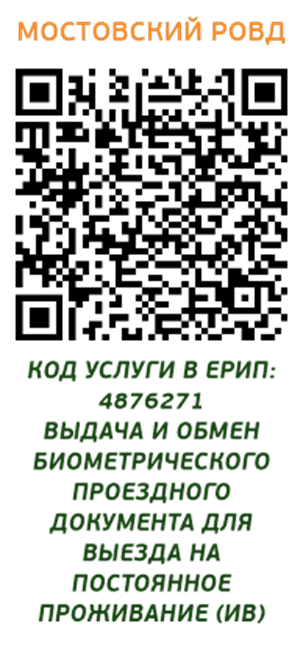 МОСТОВСКИЙ РОВД
КОД УСЛУГИ В ЕРИП:
4876271
ВЫДАЧА И ОБМЕН
БИОМЕТРИЧЕСКОГО
ПРОЕЗДНОГО
ДОКУМЕНТА ДЛЯ
ВЫЕЗДА НА
ПОСТОЯННОЕ
ПРОЖИВАНИЕ (ИВ)